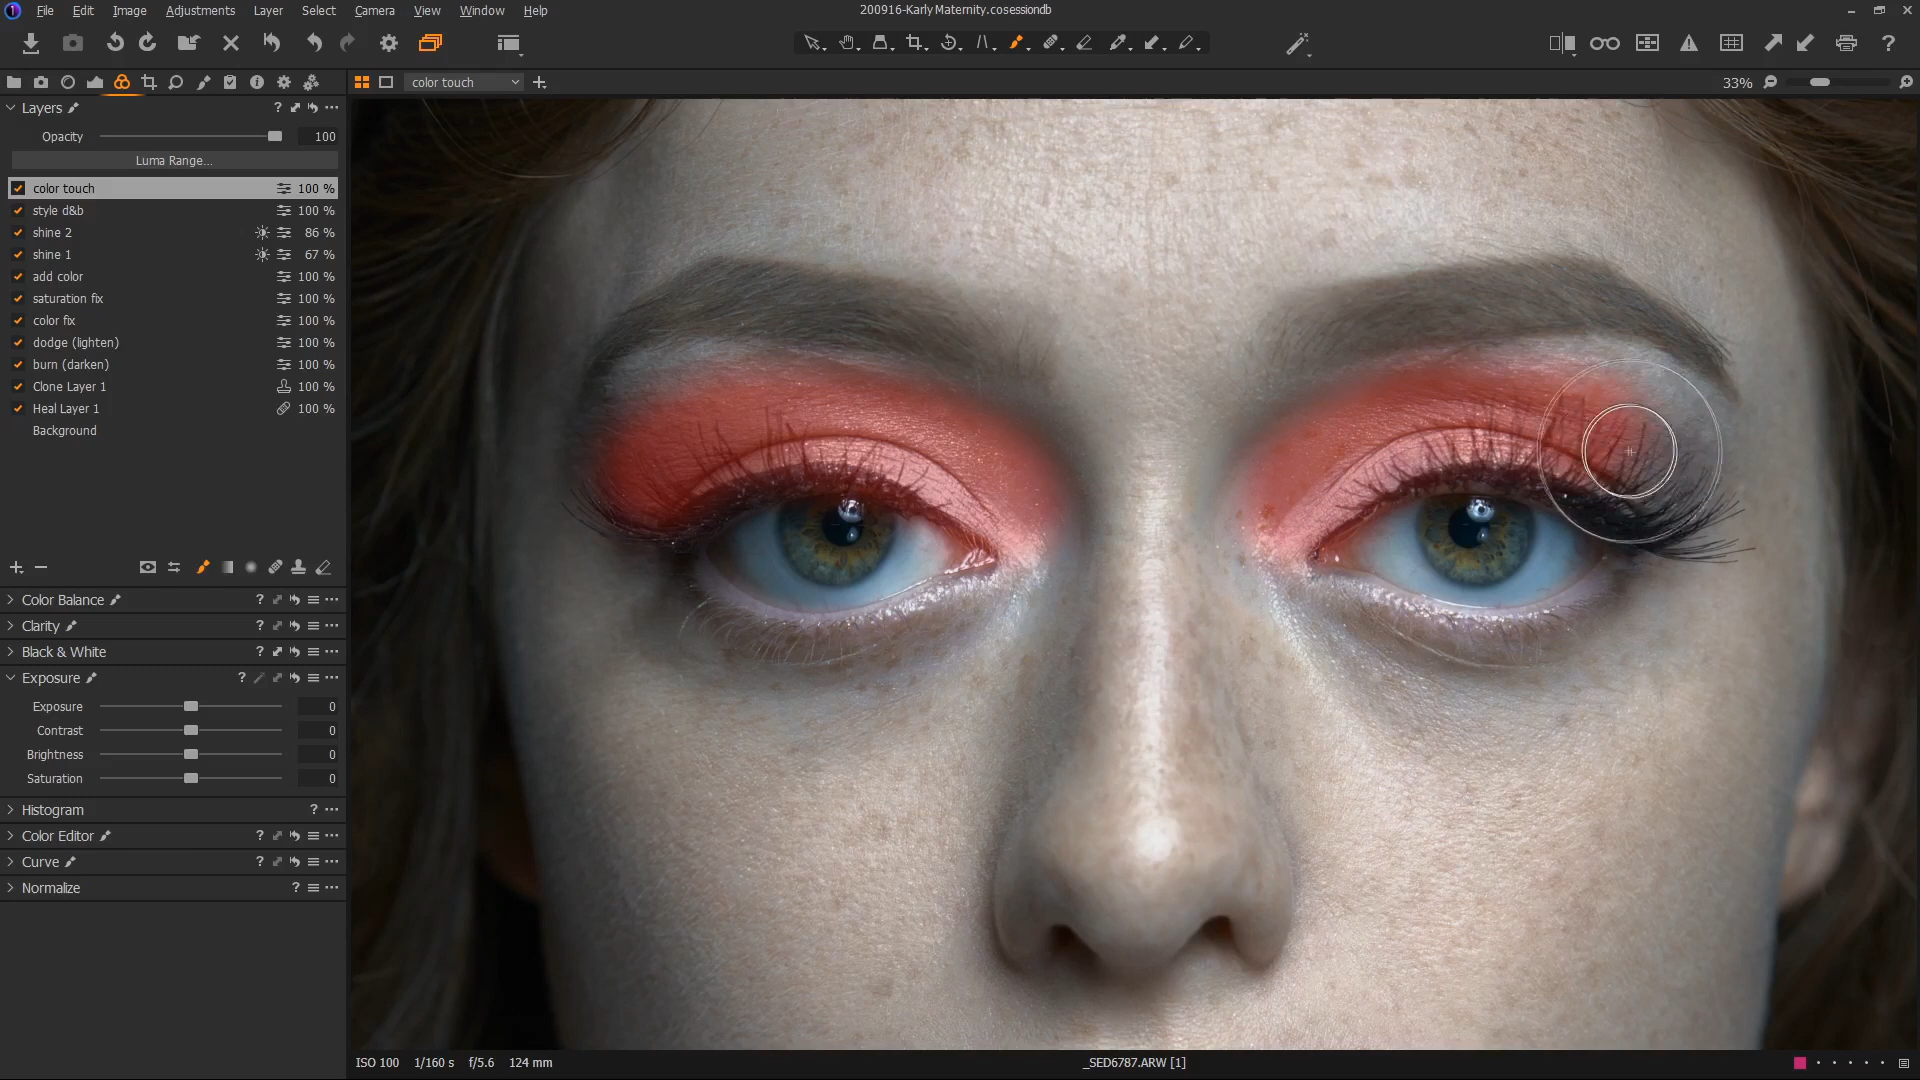 File Edit Image Adjustments Layer Select Camera View Window Help
200916-Karly Maternity.cosessiondb
color touch
33%
Layers
Opacity 100
Luma Range...
color touch 100 %
style d&b 100 %
shine 2 86 %
shine 1 67 %
add color 100 %
saturation fix 100 %
color fix 100 %
dodge (lighten) 100 %
burn (darken) 100 %
Clone Layer 1 100 %
Heal Layer 1 100 %
Background
Color Balance
Clarity
Black & White
Exposure
Exposure 0
Contrast 0
Brightness 0
Saturation 0
Histogram
Color Editor
Curve
Normalize
ISO 100 1/160 s f/5.6 124 mm
_SED6787.ARW [1]